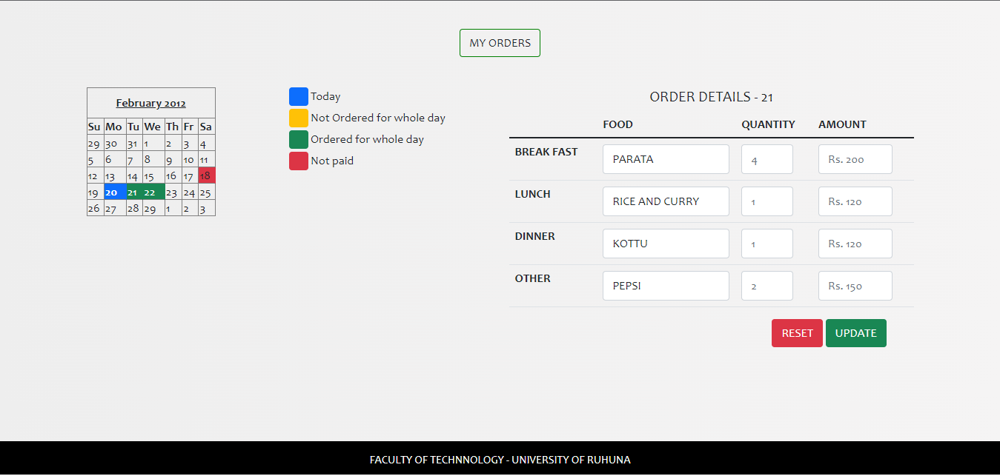 MY ORDERS
February 2012
Su Mo Tu We Th Fr Sa
29 30 31 1 2 3 4
5 6 7 8 9 10 11
12 13 14 15 16 17 18
19 20 21 22 23 24 25
26 27 28 29 1 2 3
Today
Not Ordered for whole day
Ordered for whole day
Not paid
ORDER DETAILS - 21
FOOD QUANTITY AMOUNT
BREAK FAST PARATA 4 Rs. 200
LUNCH RICE AND CURRY 1 Rs. 120
DINNER KOTTU 1 Rs. 120
OTHER PEPSI 2 Rs. 150
RESET UPDATE
FACULTY OF TECHNNOLOGY - UNIVERSITY OF RUHUNA